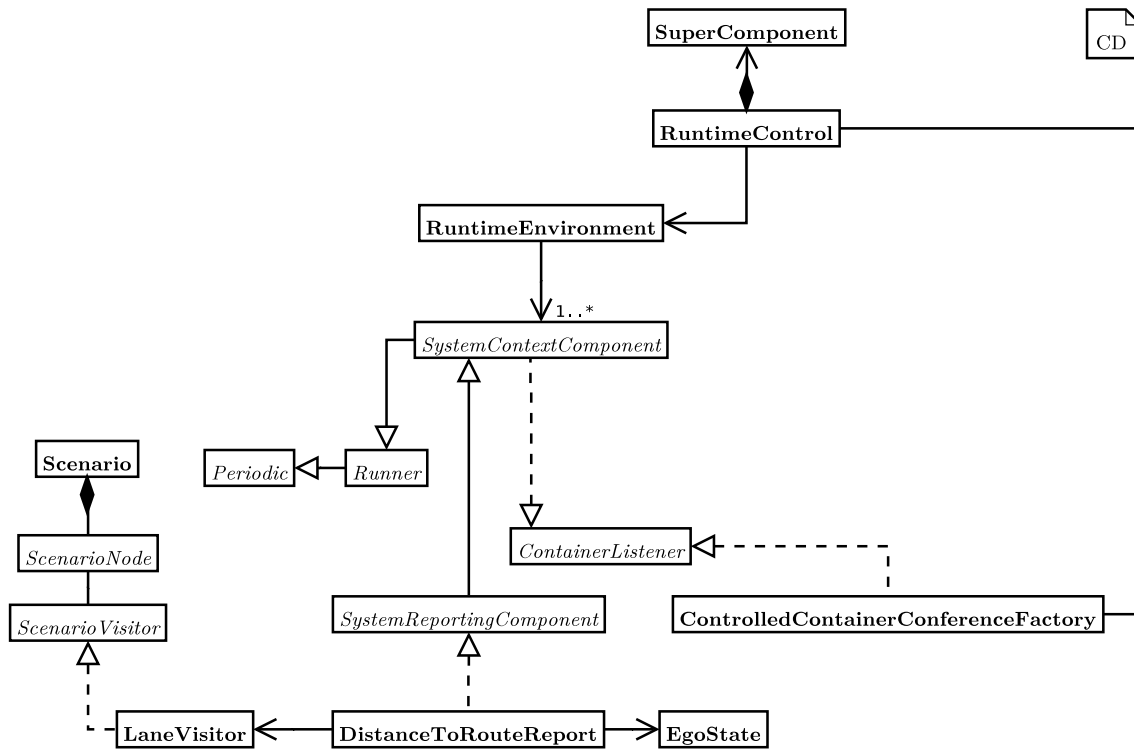 SuperComponent
CD
RuntimeControl
RuntimeEnvironment
1..*
SystemContextComponent
Scenario
Periodic
Runner
ScenarioNode
ContainerListener
ScenarioVisitor
SystemReportingComponent
ControlledContainerConferenceFactory
LaneVisitor
DistanceToRouteReport
EgoState